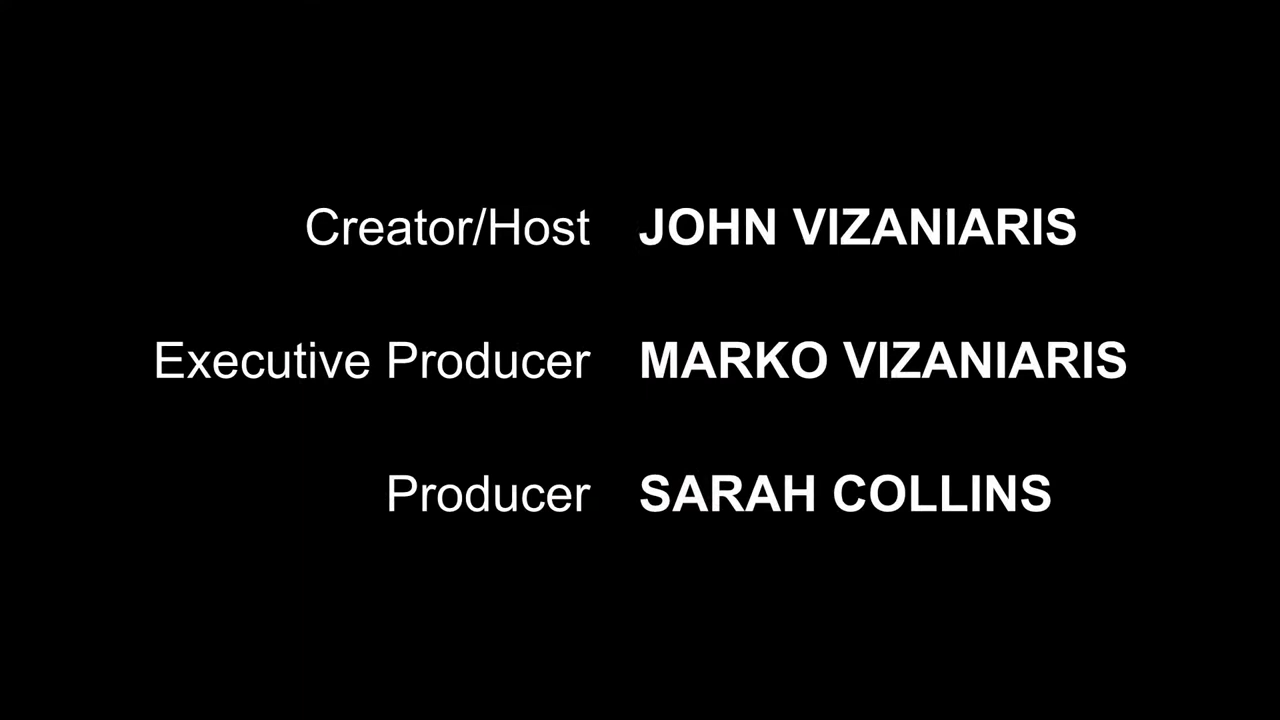 Creator/Host JOHN VIZANIARIS
Executive Producer MARKO VIZANIARIS
Producer SARAH COLLINS